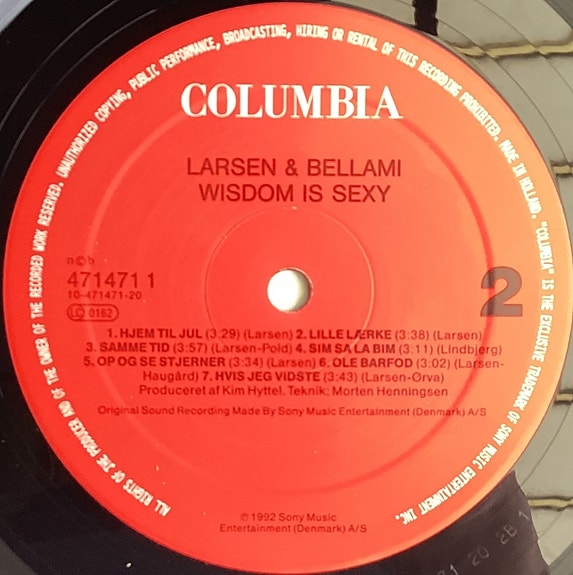 ALL RIGHTS OF THE PRODUCER AND OF THE OWNER OF THE RECORDED WORK RESERVED. UNAUTHORIZED COPYING, PUBLIC PERFORMANCE, BROADCASTING, HIRING OR RENTAL OF THIS RECORDING PROHIBITED. MADE IN HOLLAND. "COLUMBIA" IS THE EXCLUSIVE TRADEMARK OF SONY MUSIC ENTERTAINMENT INC.
COLUMBIA
LARSEN & BELLAMI
WISDOM IS SEXY
n©b
471471 1
10-471471-20
LC 0162
2
1. HJEM TIL JUL (3:29) (Larsen) 2. LILLE LÆRKE (3:38) (Larsen)
3. SAMME TID (3:57) (Larsen-Pold) 4. SIM SA LA BIM (3:11) (Lindbjerg)
5. OP OG SE STJERNER (3:34) (Larsen) 6. OLE BARFOD (3:02) (Larsen-
Haugård) 7. HVIS JEG VIDSTE (3:43) (Larsen-Ørva)
Produceret af Kim Hyttel. Teknik: Morten Henningsen
Original Sound Recording Made By Sony Music Entertainment (Denmark) A/S
℗ 1992 Sony Music
Entertainment (Denmark) A/S